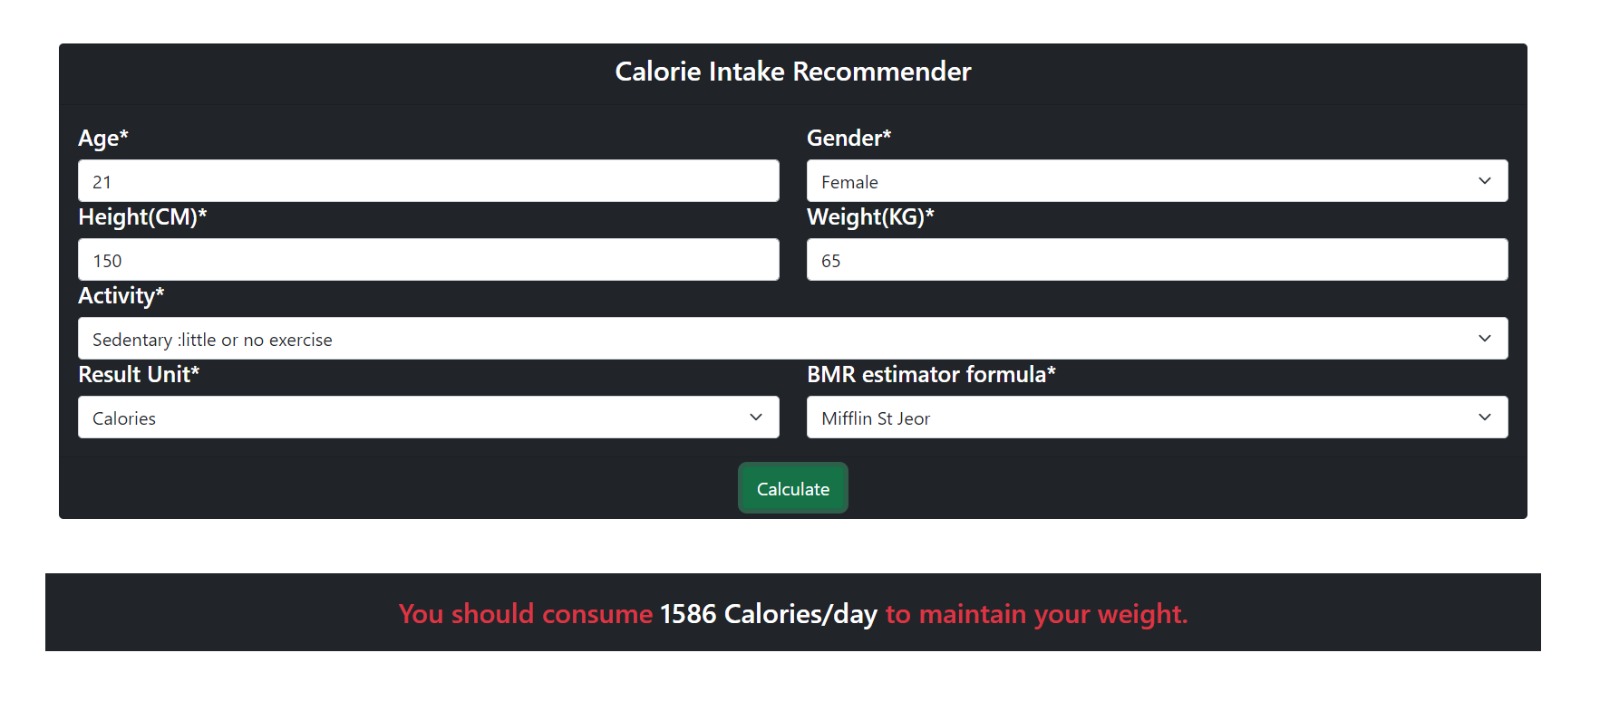 Calorie Intake Recommender
Age*
Gender*
21
Female
Height(CM)*
Weight(KG)*
150
65
Activity*
Sedentary :little or no exercise
Result Unit*
BMR estimator formula*
Calories
Mifflin St Jeor
Calculate
You should consume 1586 Calories/day to maintain your weight.